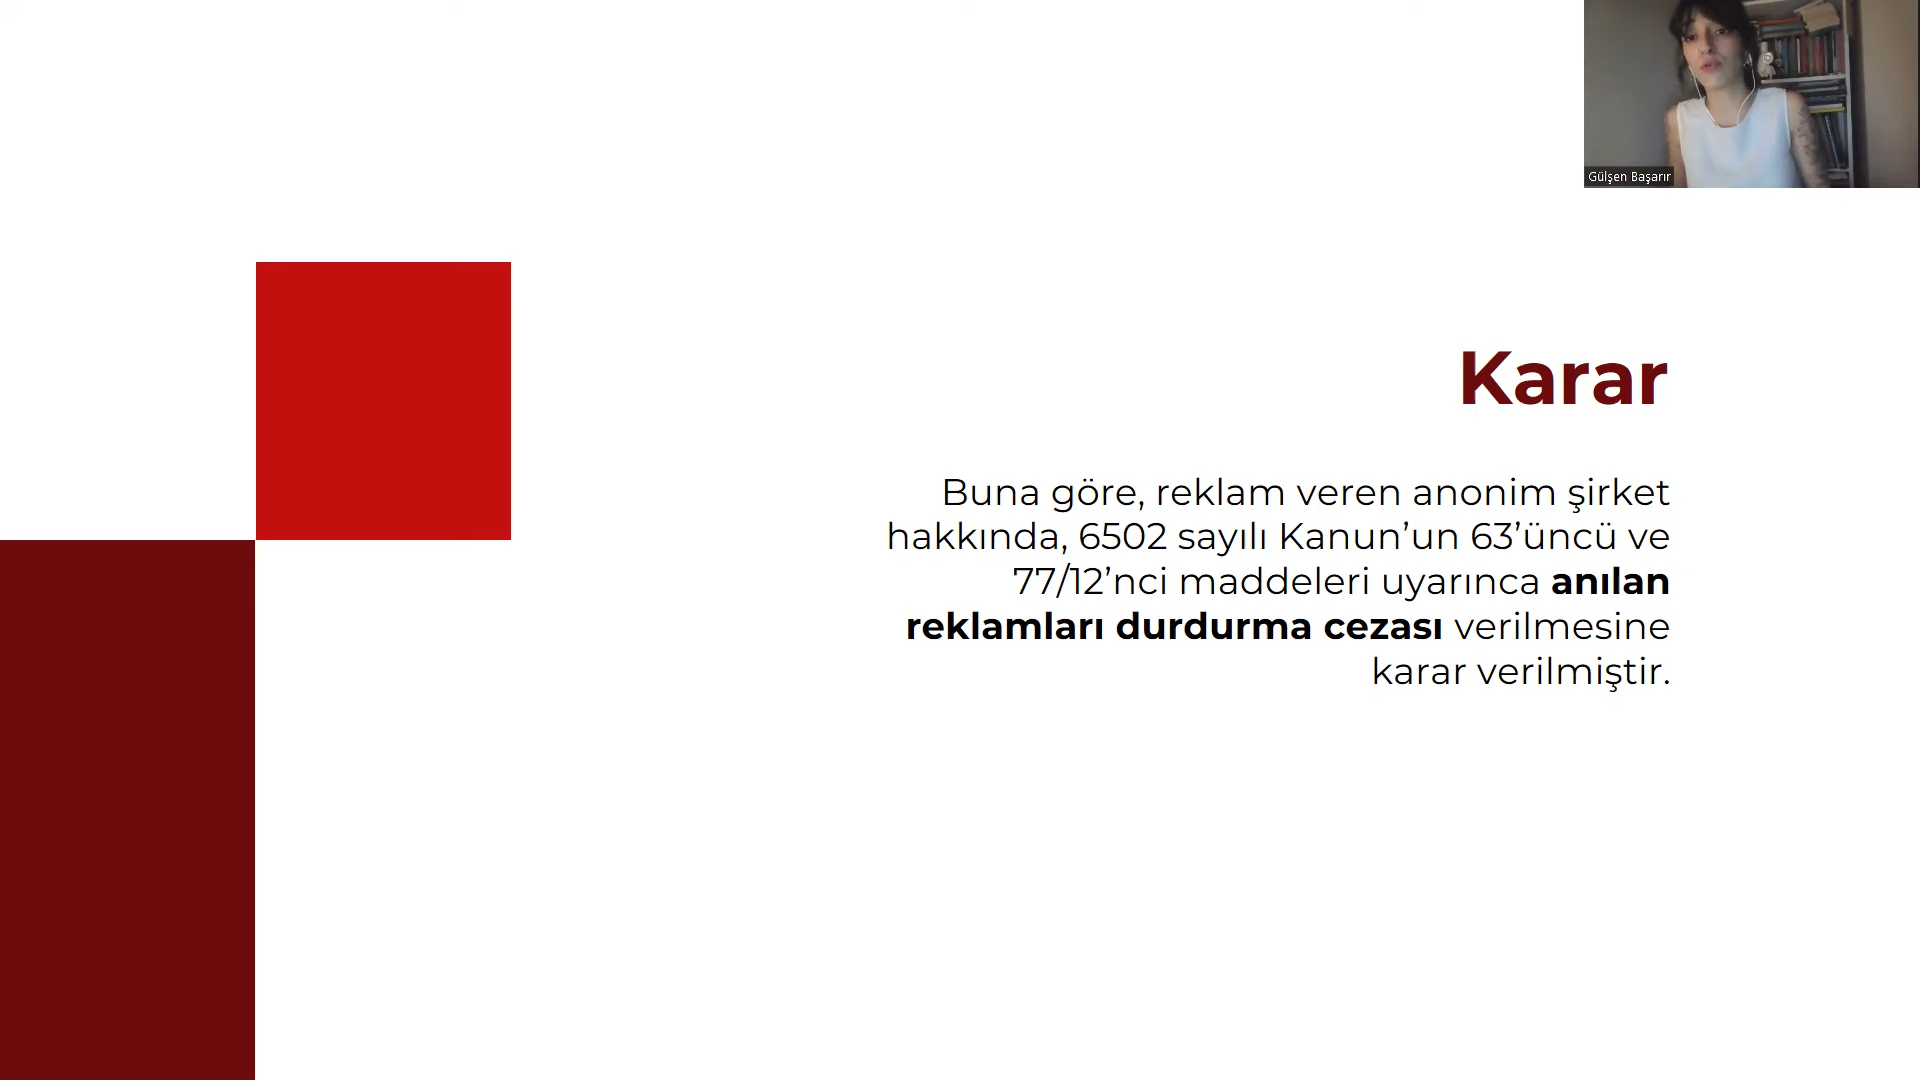 Gülşen Başarır
Karar
Buna göre, reklam veren anonim şirket
hakkında, 6502 sayılı Kanun’un 63’üncü ve
77/12’nci maddeleri uyarınca anılan
reklamları durdurma cezası verilmesine
karar verilmiştir.